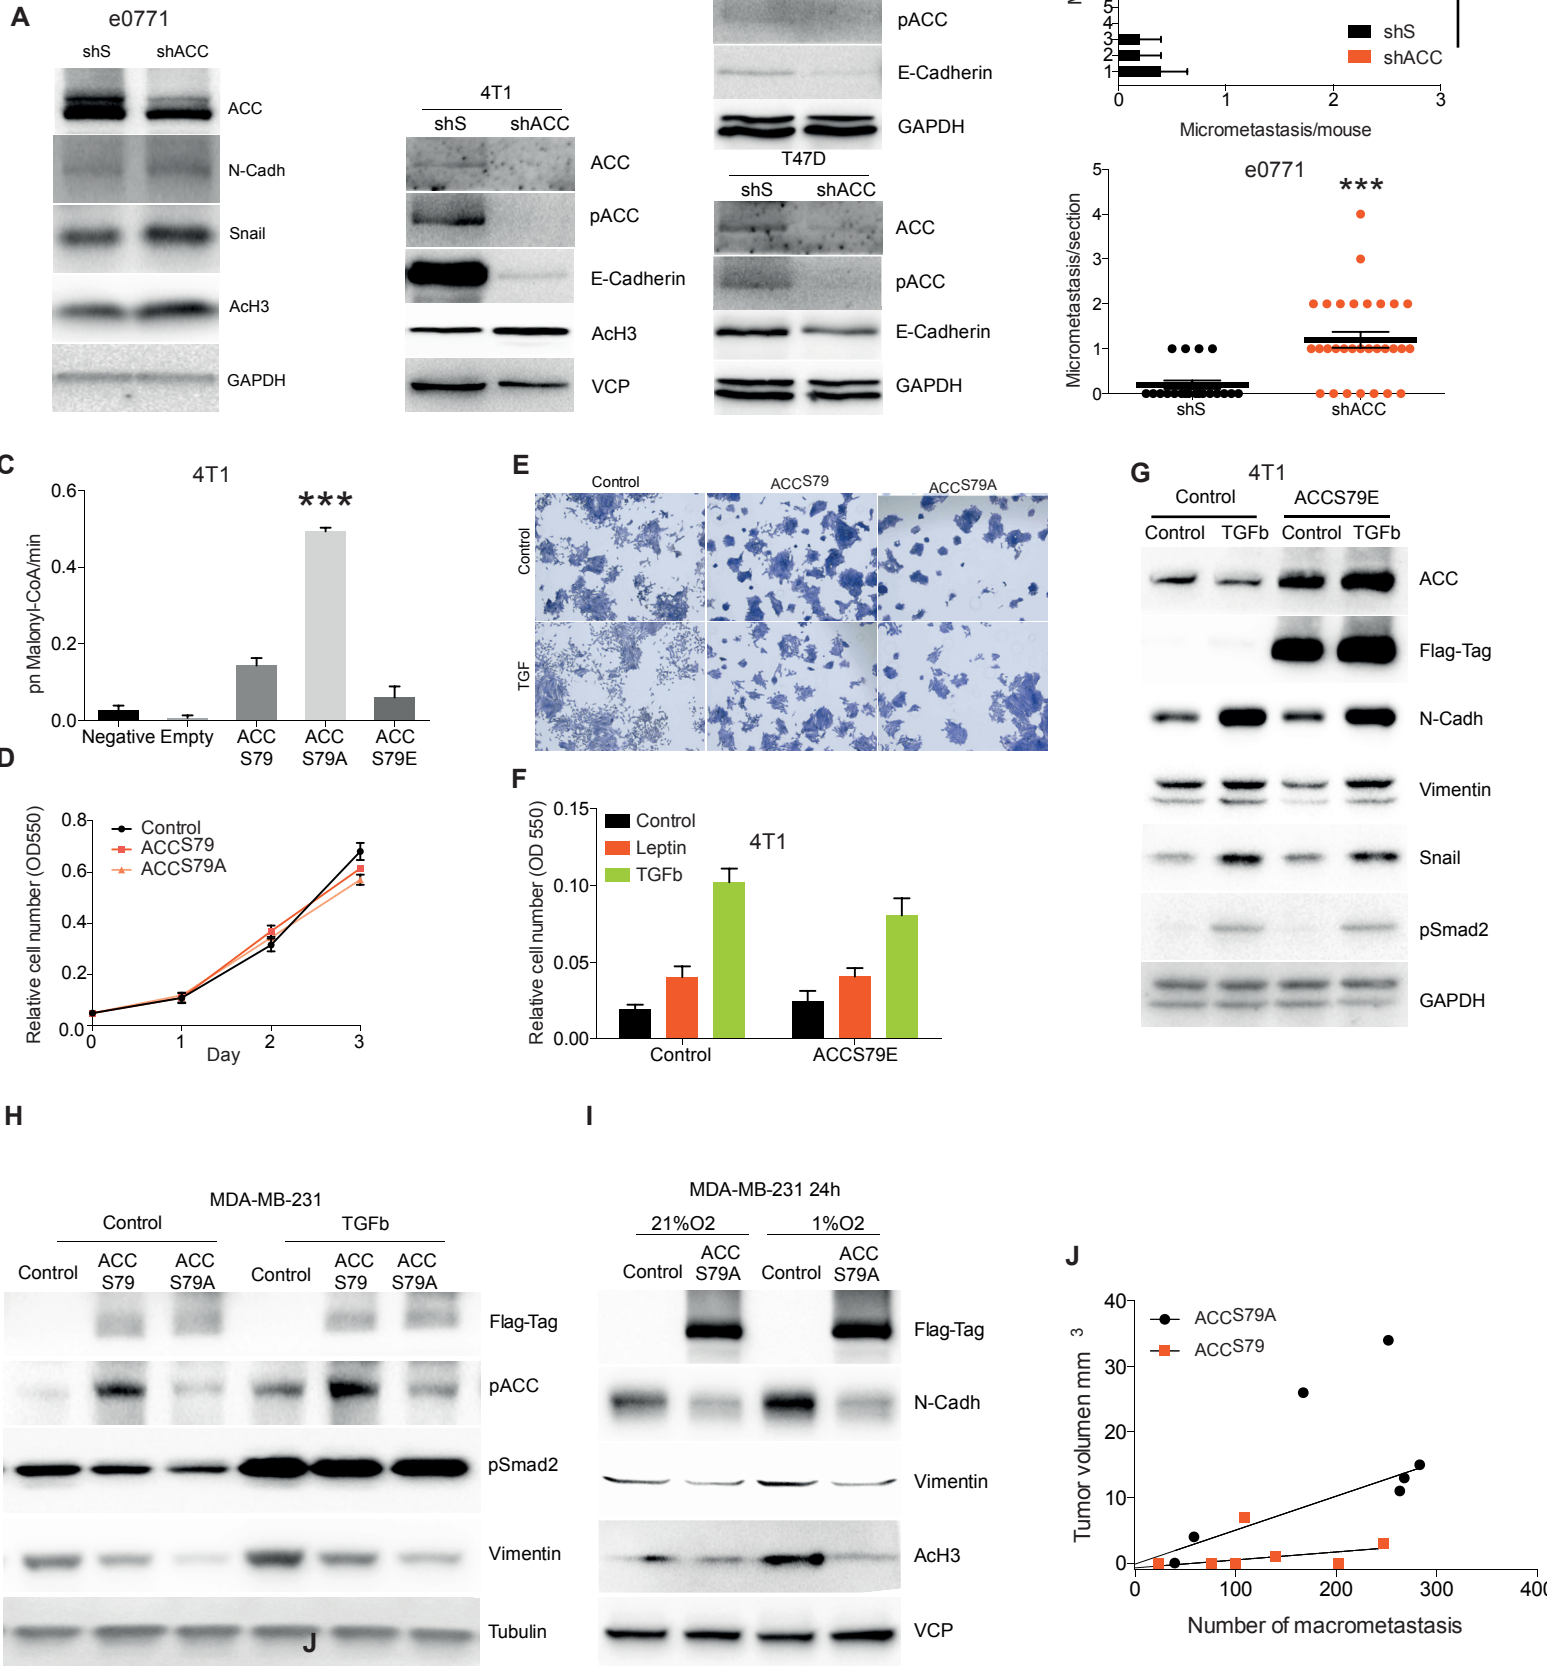 A
e0771
shS shACC
ACC
N-Cadh
Snail
AcH3
GAPDH
4T1
shS shACC
ACC
pACC
E-Cadherin
AcH3
VCP
pACC
E-Cadherin
GAPDH
T47D
shS shACC
ACC
pACC
E-Cadherin
GAPDH
5
4
3
2
1
shS
shACC
0 1 2 3
Micrometastasis/mouse
e0771
***
Micrometastasis/section
5
4
3
2
1
0
shS shACC
C
4T1
***
pn Malonyl-CoA/min
0.6
0.4
0.2
0.0
Negative Empty ACC ACC ACC
S79 S79A S79E
D
Relative cell number (OD550)
0.8
0.6
0.4
0.2
0.0
Control
ACCS79
ACCS79A
0 1 2 3
Day
E
Control ACCS79 ACCS79A
Control
TGF
F
Relative cell number (OD 550)
0.15
0.10
0.05
0.00
Control
Leptin
TGFb
4T1
Control ACCS79E
G
4T1
Control ACCS79E
Control TGFb Control TGFb
ACC
Flag-Tag
N-Cadh
Vimentin
Snail
pSmad2
GAPDH
H
MDA-MB-231
Control TGFb
Control ACC ACC Control ACC ACC
S79 S79A S79 S79A
Flag-Tag
pACC
pSmad2
Vimentin
Tubulin
J
I
MDA-MB-231 24h
21%O2 1%O2
Control ACC Control ACC
S79A S79A
Flag-Tag
N-Cadh
Vimentin
AcH3
VCP
J
Tumor volumen mm 3
40
30
20
10
0
ACCS79A
ACCS79
0 100 200 300 400
Number of macrometastasis